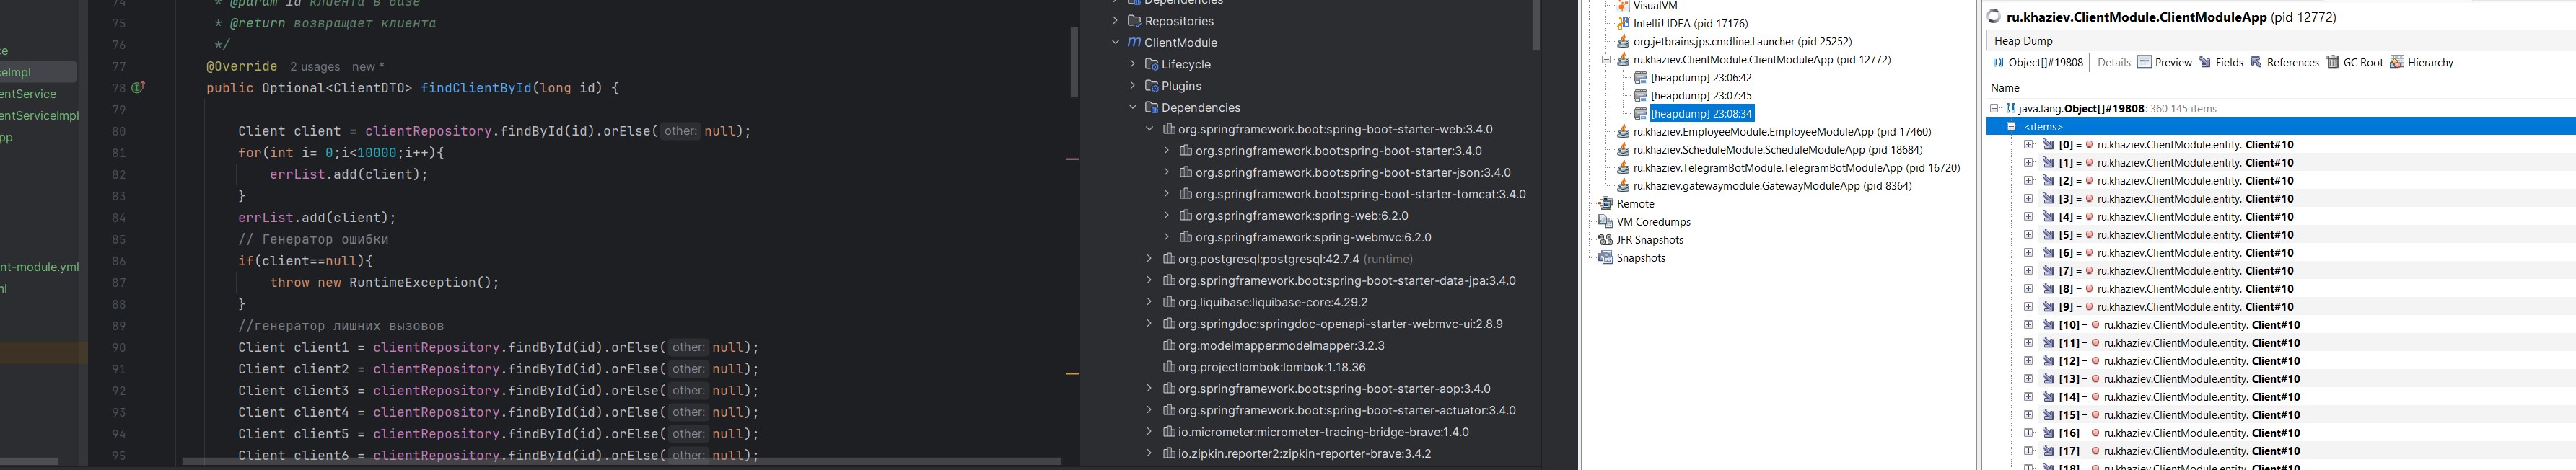 ce
ceImpl
entService
entServiceImpl
pp
nt-module.yml
ml
74 * @param id клиента в базе
75 * @return возвращает клиента
76 */
77 @Override 2 usages new *
78 public Optional<ClientDTO> findClientById(long id) {
79
80 Client client = clientRepository.findById(id).orElse( other: null);
81 for(int i= 0;i<10000;i++){
82 errList.add(client);
83 }
84 errList.add(client);
85 // Генератор ошибки
86 if(client==null){
87 throw new RuntimeException();
88 }
89 //генератор лишних вызовов
90 Client client1 = clientRepository.findById(id).orElse( other: null);
91 Client client2 = clientRepository.findById(id).orElse( other: null);
92 Client client3 = clientRepository.findById(id).orElse( other: null);
93 Client client4 = clientRepository.findById(id).orElse( other: null);
94 Client client5 = clientRepository.findById(id).orElse( other: null);
95 Client client6 = clientRepository.findById(id).orElse( other: null);
Dependencies
Repositories
m ClientModule
Lifecycle
Plugins
Dependencies
org.springframework.boot:spring-boot-starter-web:3.4.0
org.springframework.boot:spring-boot-starter:3.4.0
org.springframework.boot:spring-boot-starter-json:3.4.0
org.springframework.boot:spring-boot-starter-tomcat:3.4.0
org.springframework:spring-web:6.2.0
org.springframework:spring-webmvc:6.2.0
org.postgresql:postgresql:42.7.4 (runtime)
org.springframework.boot:spring-boot-starter-data-jpa:3.4.0
org.liquibase:liquibase-core:4.29.2
org.springdoc:springdoc-openapi-starter-webmvc-ui:2.8.9
org.modelmapper:modelmapper:3.2.3
org.projectlombok:lombok:1.18.36
org.springframework.boot:spring-boot-starter-aop:3.4.0
org.springframework.boot:spring-boot-starter-actuator:3.4.0
io.micrometer:micrometer-tracing-bridge-brave:1.4.0
io.zipkin.reporter2:zipkin-reporter-brave:3.4.2
VisualVM
IntelliJ IDEA (pid 17176)
org.jetbrains.jps.cmdline.Launcher (pid 25252)
ru.khaziev.ClientModule.ClientModuleApp (pid 12772)
[heapdump] 23:06:42
[heapdump] 23:07:45
[heapdump] 23:08:34
ru.khaziev.EmployeeModule.EmployeeModuleApp (pid 17460)
ru.khaziev.ScheduleModule.ScheduleModuleApp (pid 18684)
ru.khaziev.TelegramBotModule.TelegramBotModuleApp (pid 16720)
ru.khaziev.gatewaymodule.GatewayModuleApp (pid 8364)
Remote
VM Coredumps
JFR Snapshots
Snapshots
ru.khaziev.ClientModule.ClientModuleApp (pid 12772)
Heap Dump
Object[]#19808 Details: Preview Fields References GC Root Hierarchy
Name
java.lang.Object[]#19808: 360 145 items
<items>
[0] = ru.khaziev.ClientModule.entity. Client#10
[1] = ru.khaziev.ClientModule.entity. Client#10
[2] = ru.khaziev.ClientModule.entity. Client#10
[3] = ru.khaziev.ClientModule.entity. Client#10
[4] = ru.khaziev.ClientModule.entity. Client#10
[5] = ru.khaziev.ClientModule.entity. Client#10
[6] = ru.khaziev.ClientModule.entity. Client#10
[7] = ru.khaziev.ClientModule.entity. Client#10
[8] = ru.khaziev.ClientModule.entity. Client#10
[9] = ru.khaziev.ClientModule.entity. Client#10
[10] = ru.khaziev.ClientModule.entity. Client#10
[11] = ru.khaziev.ClientModule.entity. Client#10
[12] = ru.khaziev.ClientModule.entity. Client#10
[13] = ru.khaziev.ClientModule.entity. Client#10
[14] = ru.khaziev.ClientModule.entity. Client#10
[15] = ru.khaziev.ClientModule.entity. Client#10
[16] = ru.khaziev.ClientModule.entity. Client#10
[17] = ru.khaziev.ClientModule.entity. Client#10
[18] = ru.khaziev.ClientModule.entity. Client#10